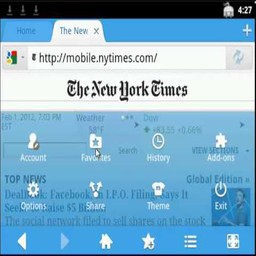 4:27
Home
The New
http://mobile.nytimes.com/
The New York Times
Feb 1, 2012, 7:03 PM
EST
Weather
58°F
Dow
+83.55 +0.66%
Account
Favorites
History
Add-ons
Search
VIEW SECTIONS
TOP NEWS
Global Edition »
DealBook: Facebook I.P.O. Filing Says It
Seeks to Raise $5 Billion
Options
Share
Theme
Exit
The social network filed to sell shares on the stock